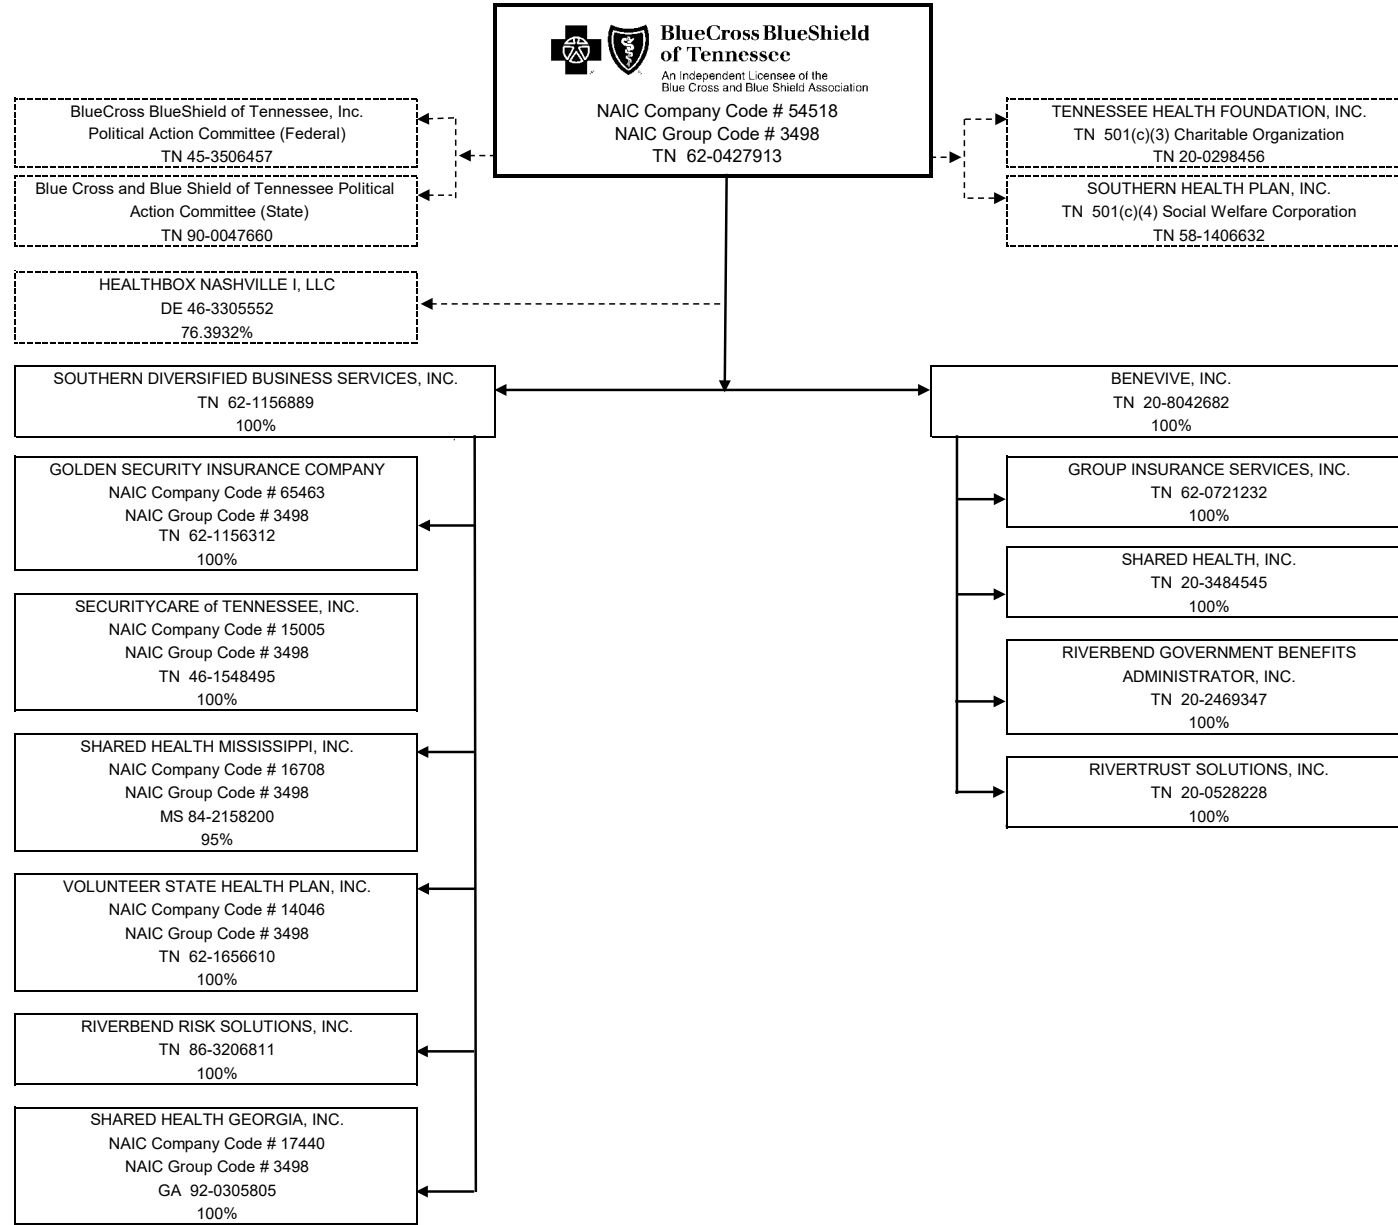 BlueCross BlueShield
of Tennessee
An Independent Licensee of the
Blue Cross and Blue Shield Association
NAIC Company Code # 54518
NAIC Group Code # 3498
TN 62-0427913
BlueCross BlueShield of Tennessee, Inc.
Political Action Committee (Federal)
TN 45-3506457
Blue Cross and Blue Shield of Tennessee Political
Action Committee (State)
TN 90-0047660
TENNESSEE HEALTH FOUNDATION, INC.
TN 501(c)(3) Charitable Organization
TN 20-0298456
SOUTHERN HEALTH PLAN, INC.
TN 501(c)(4) Social Welfare Corporation
TN 58-1406632
HEALTHBOX NASHVILLE I, LLC
DE 46-3305552
76.3932%
SOUTHERN DIVERSIFIED BUSINESS SERVICES, INC.
TN 62-1156889
100%
GOLDEN SECURITY INSURANCE COMPANY
NAIC Company Code # 65463
NAIC Group Code # 3498
TN 62-1156312
100%
SECURITYCARE of TENNESSEE, INC.
NAIC Company Code # 15005
NAIC Group Code # 3498
TN 46-1548495
100%
SHARED HEALTH MISSISSIPPI, INC.
NAIC Company Code # 16708
NAIC Group Code # 3498
MS 84-2158200
95%
VOLUNTEER STATE HEALTH PLAN, INC.
NAIC Company Code # 14046
NAIC Group Code # 3498
TN 62-1656610
100%
RIVERBEND RISK SOLUTIONS, INC.
TN 86-3206811
100%
SHARED HEALTH GEORGIA, INC.
NAIC Company Code # 17440
NAIC Group Code # 3498
GA 92-0305805
100%
BENEVIVE, INC.
TN 20-8042682
100%
GROUP INSURANCE SERVICES, INC.
TN 62-0721232
100%
SHARED HEALTH, INC.
TN 20-3484545
100%
RIVERBEND GOVERNMENT BENEFITS
ADMINISTRATOR, INC.
TN 20-2469347
100%
RIVERTRUST SOLUTIONS, INC.
TN 20-0528228
100%